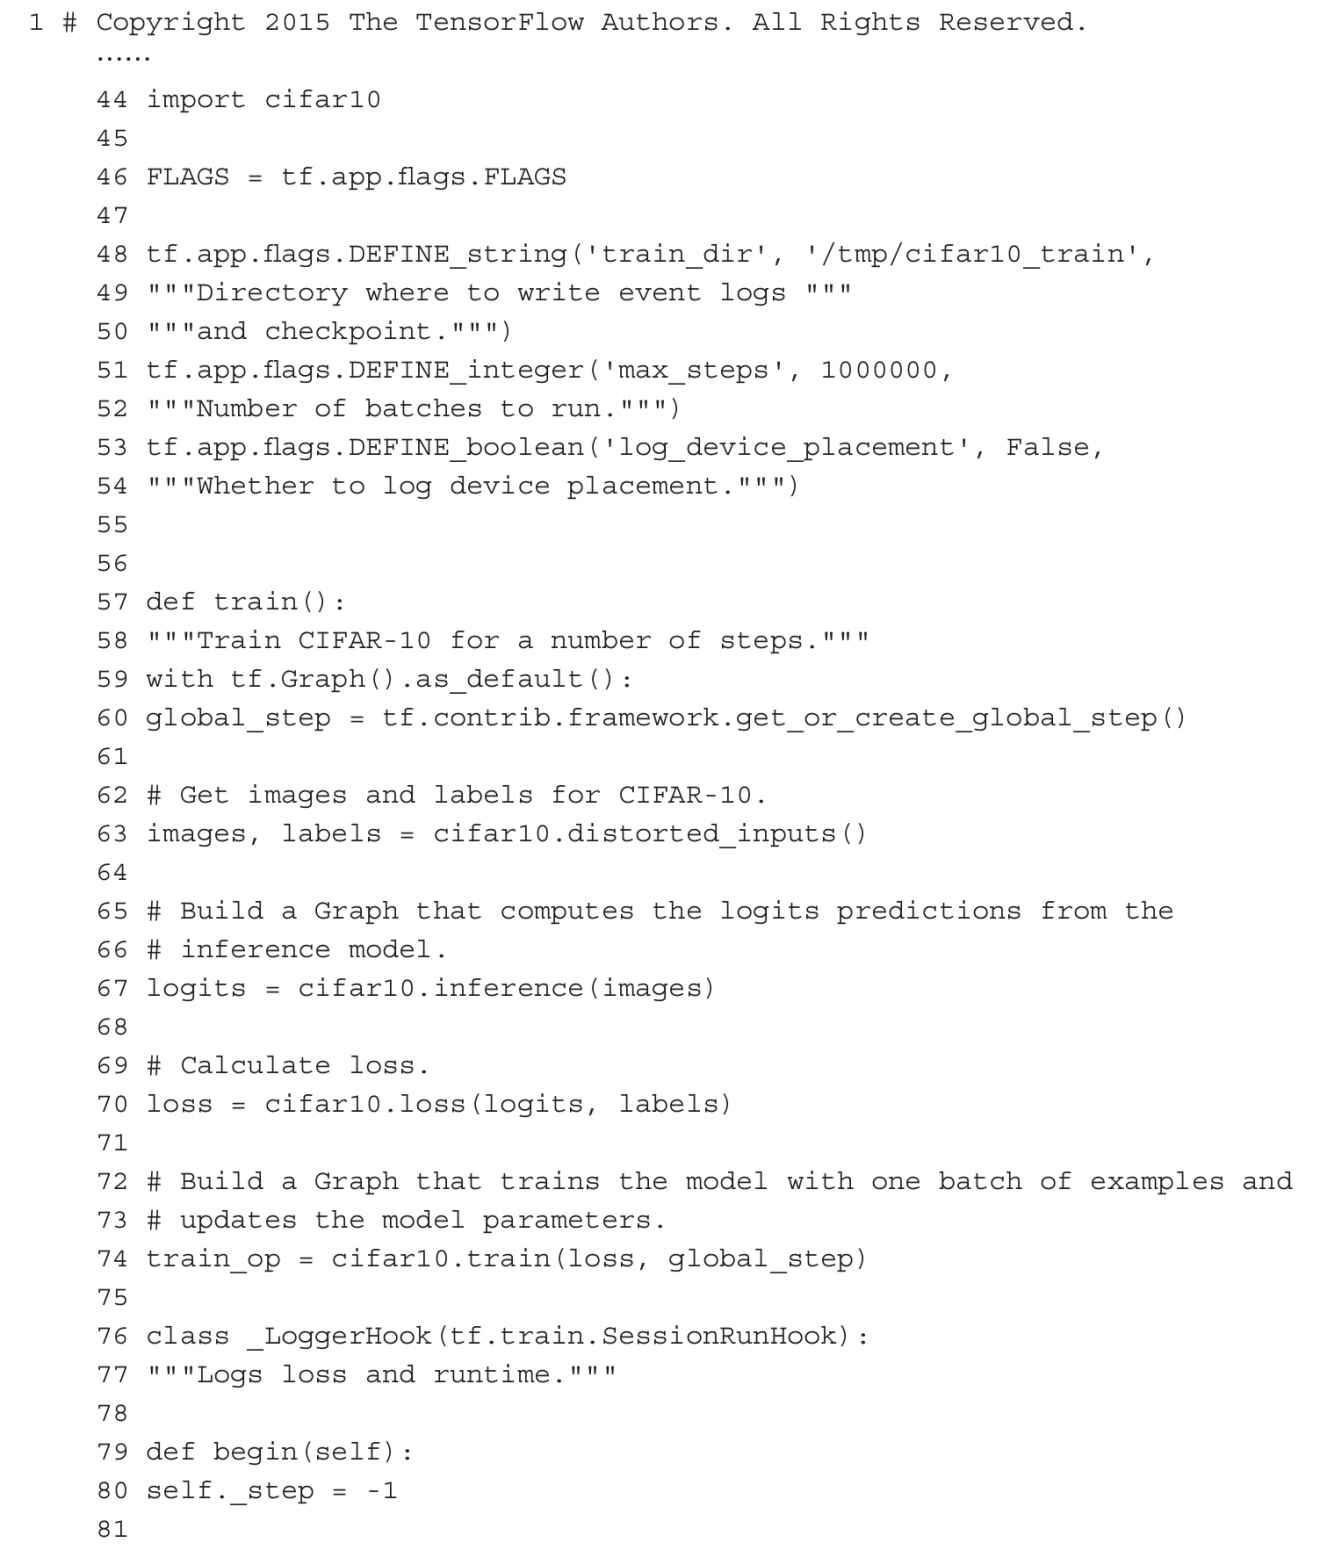 1 # Copyright 2015 The TensorFlow Authors. All Rights Reserved.
......
44 import cifar10
45
46 FLAGS = tf.app.flags.FLAGS
47
48 tf.app.flags.DEFINE_string('train_dir', '/tmp/cifar10_train',
49 """Directory where to write event logs """
50 """and checkpoint.""")
51 tf.app.flags.DEFINE_integer('max_steps', 1000000,
52 """Number of batches to run.""")
53 tf.app.flags.DEFINE_boolean('log_device_placement', False,
54 """Whether to log device placement.""")
55
56
57 def train():
58 """Train CIFAR-10 for a number of steps."""
59 with tf.Graph().as_default():
60 global_step = tf.contrib.framework.get_or_create_global_step()
61
62 # Get images and labels for CIFAR-10.
63 images, labels = cifar10.distorted_inputs()
64
65 # Build a Graph that computes the logits predictions from the
66 # inference model.
67 logits = cifar10.inference(images)
68
69 # Calculate loss.
70 loss = cifar10.loss(logits, labels)
71
72 # Build a Graph that trains the model with one batch of examples and
73 # updates the model parameters.
74 train_op = cifar10.train(loss, global_step)
75
76 class _LoggerHook(tf.train.SessionRunHook):
77 """Logs loss and runtime."""
78
79 def begin(self):
80 self._step = -1
81